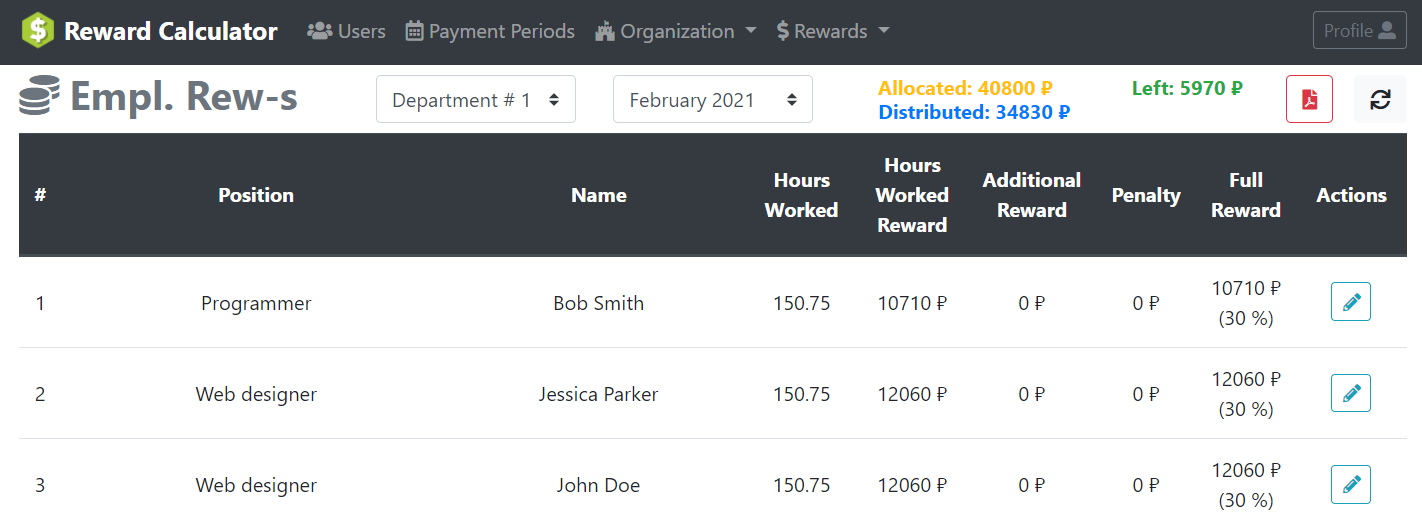 Reward Calculator Users Payment Periods Organization Rewards Profile
Empl. Rew-s Department # 1 February 2021 Allocated: 40800 ₽ Left: 5970 ₽
Distributed: 34830 ₽
# Position Name Hours Worked Hours Worked Reward Additional Reward Penalty Full Reward Actions
1 Programmer Bob Smith 150.75 10710 ₽ 0 ₽ 0 ₽ 10710 ₽ (30 %)
2 Web designer Jessica Parker 150.75 12060 ₽ 0 ₽ 0 ₽ 12060 ₽ (30 %)
3 Web designer John Doe 150.75 12060 ₽ 0 ₽ 0 ₽ 12060 ₽ (30 %)